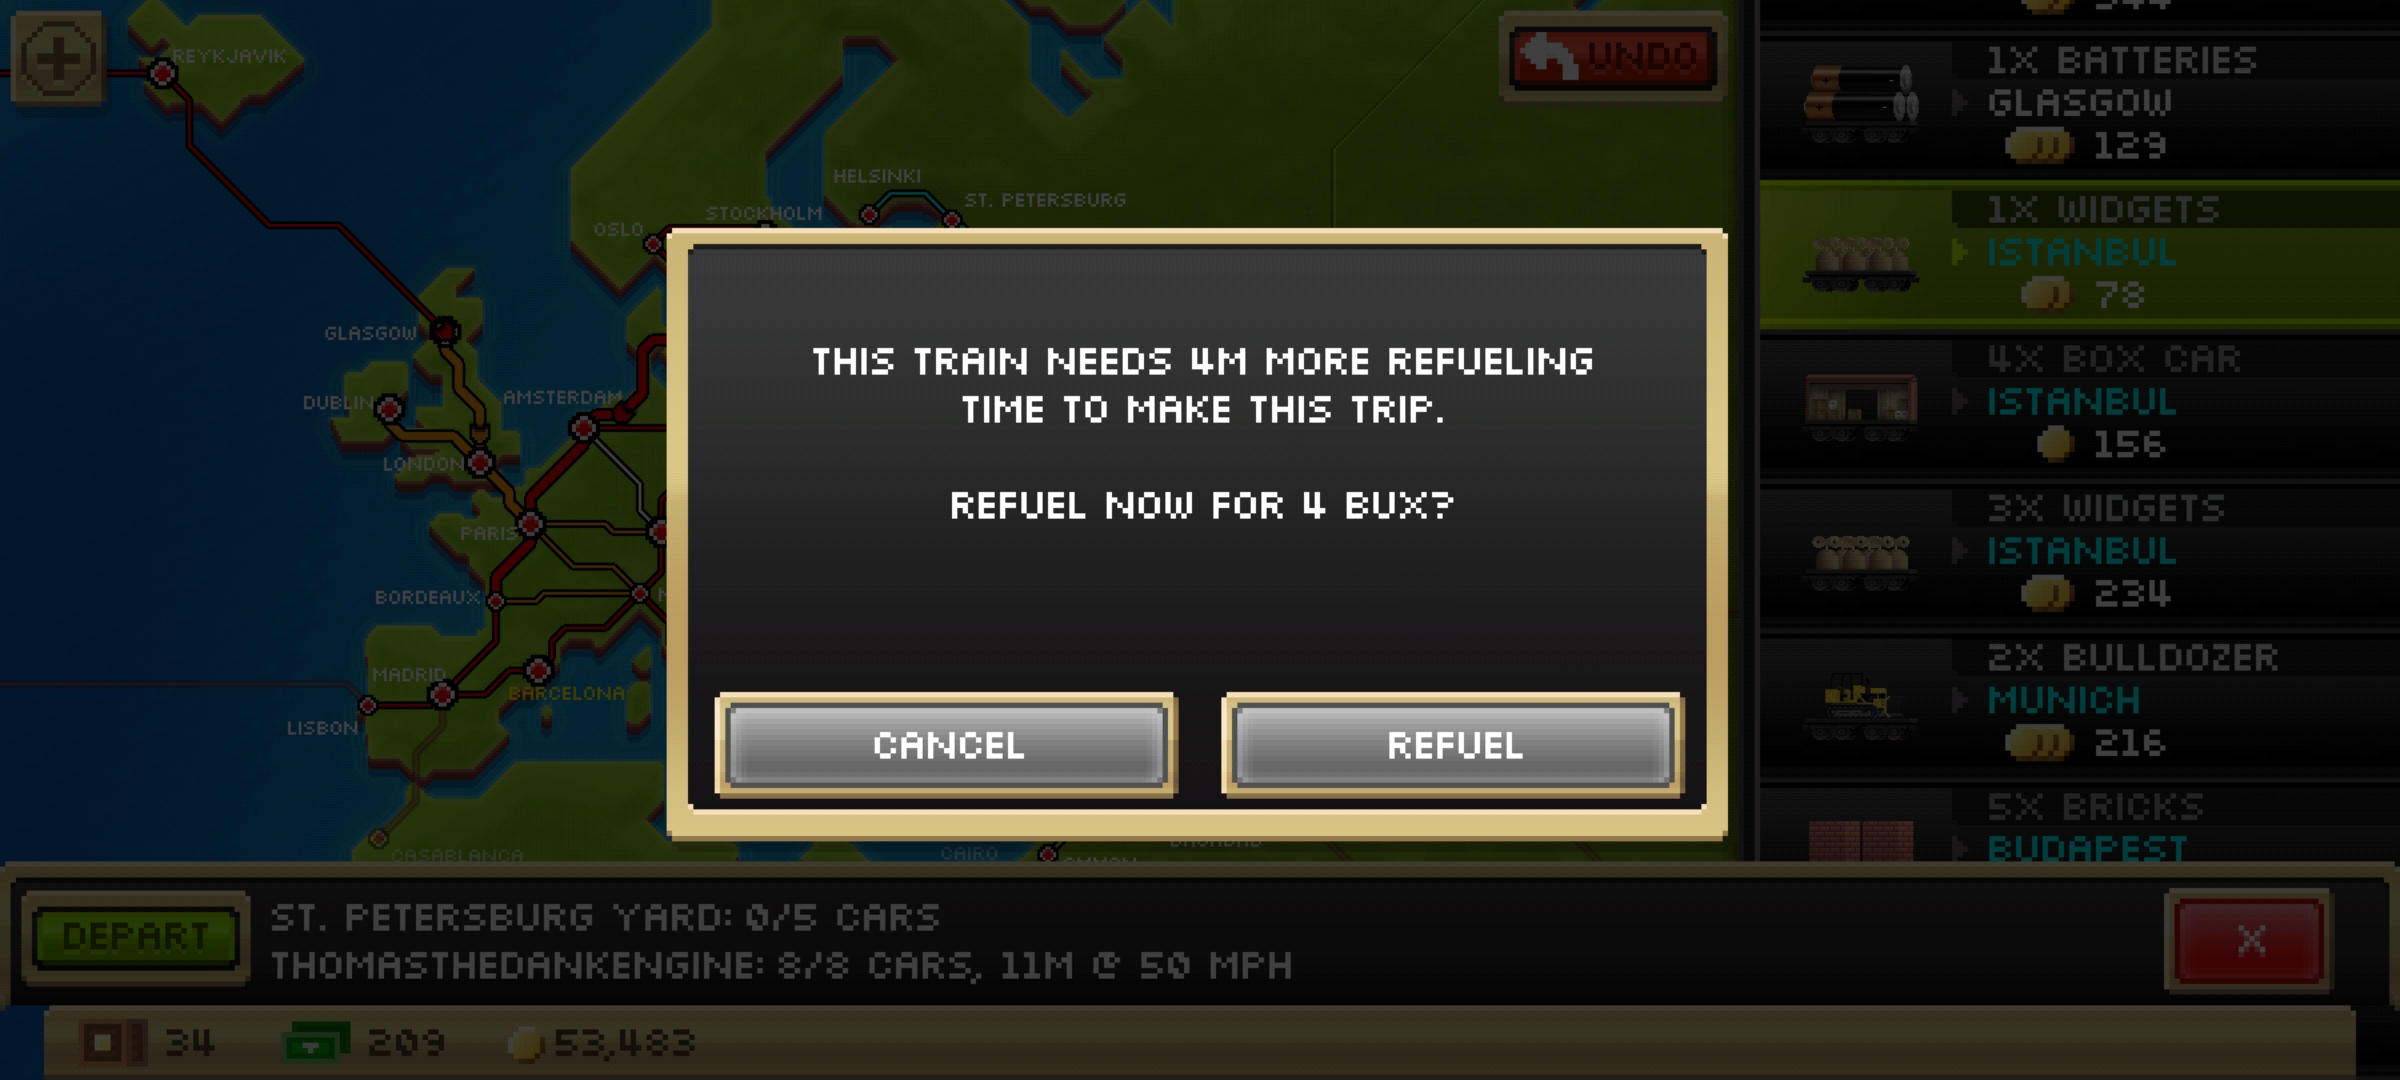 REYKJAVIK
UNDO
1X BATTERIES
GLASGOW
129
1X WIDGETS
ISTANBUL
78
4X BOX CAR
ISTANBUL
156
3X WIDGETS
ISTANBUL
234
2X BULLDOZER
MUNICH
216
5X BRICKS
BUDAPEST
HELSINKI
ST. PETERSBURG
STOCKHOLM
OSLO
GLASGOW
DUBLIN
AMSTERDAM
LONDON
PARIS
BORDEAUX
MADRID
BARCELONA
LISBON
CASABLANCA
CAIRO
THIS TRAIN NEEDS 4M MORE REFUELING
TIME TO MAKE THIS TRIP.
REFUEL NOW FOR 4 BUX?
CANCEL
REFUEL
DEPART
ST. PETERSBURG YARD: 0/5 CARS
THOMASTHEDANKENGINE: 8/8 CARS, 11M @ 50 MPH
X
34
209
53,483